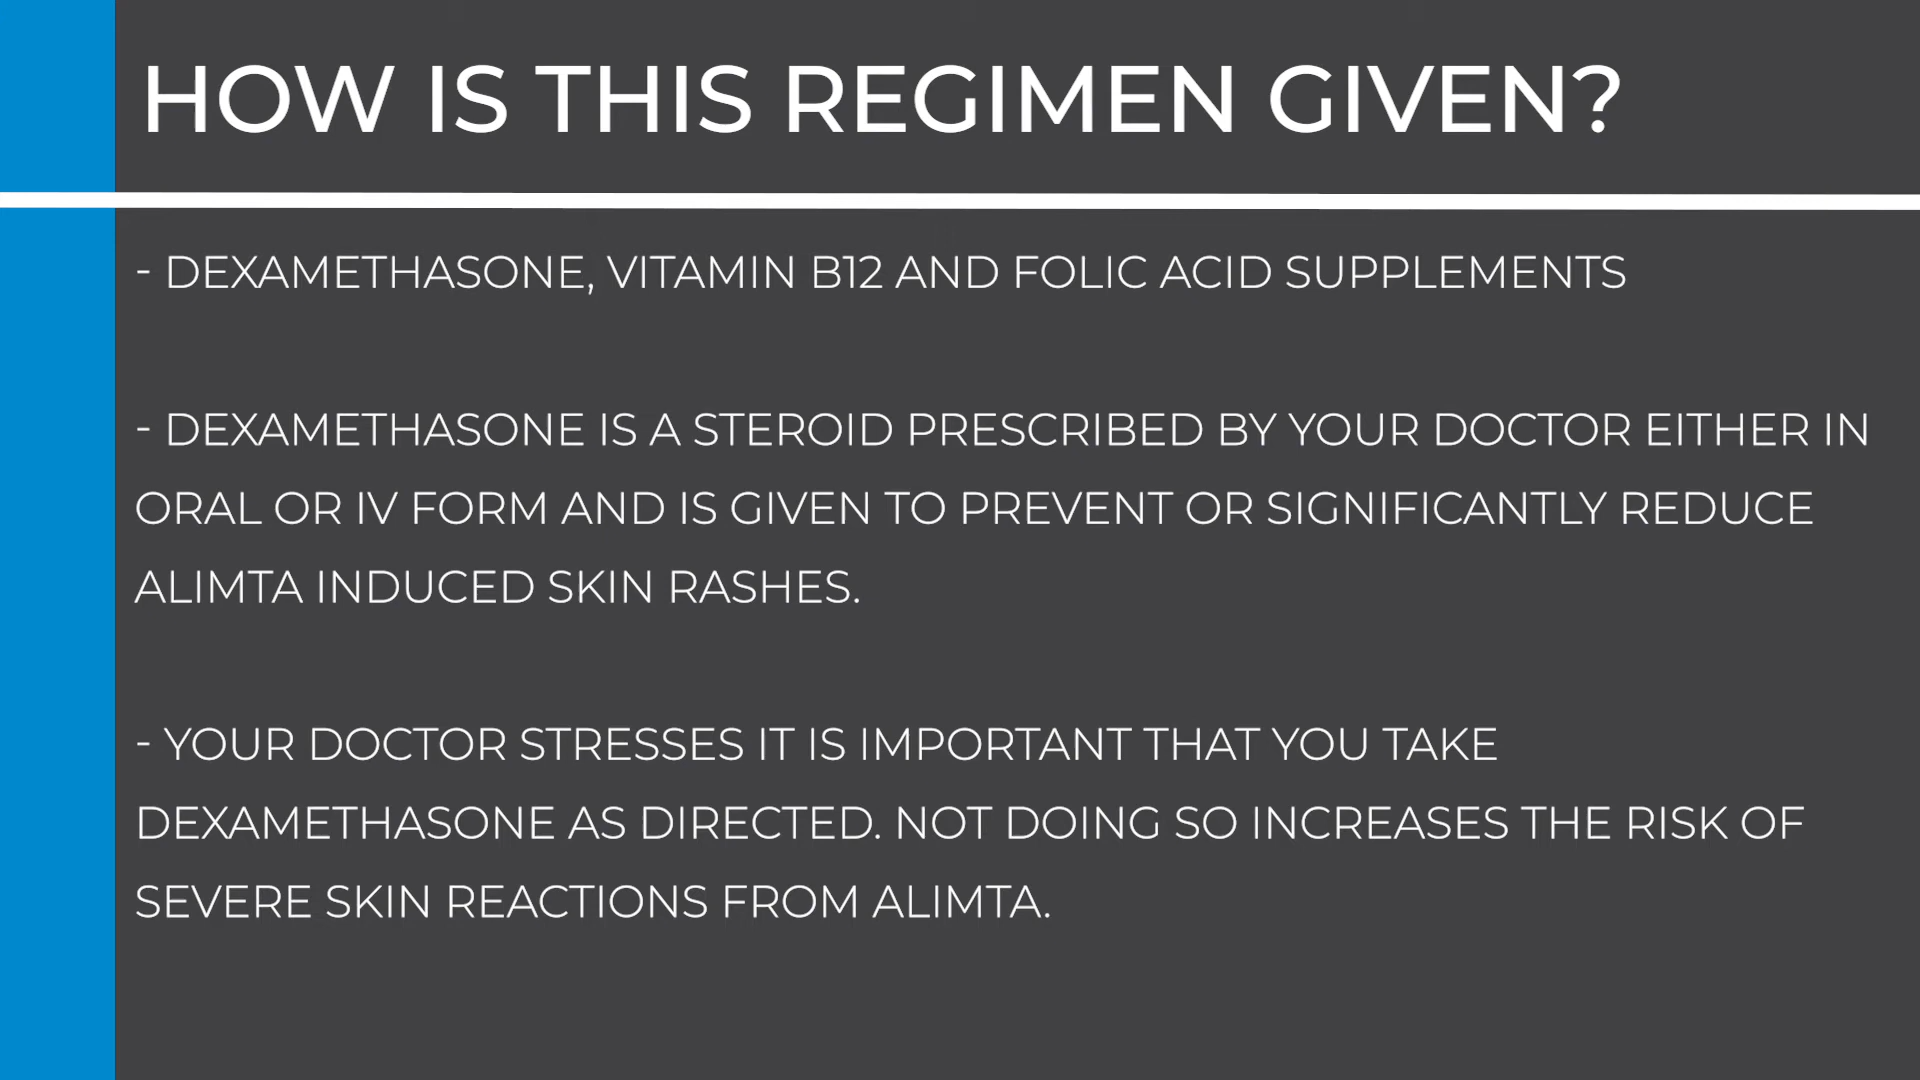 HOW IS THIS REGIMEN GIVEN?
- DEXAMETHASONE, VITAMIN B12 AND FOLIC ACID SUPPLEMENTS
- DEXAMETHASONE IS A STEROID PRESCRIBED BY YOUR DOCTOR EITHER IN
ORAL OR IV FORM AND IS GIVEN TO PREVENT OR SIGNIFICANTLY REDUCE
ALIMTA INDUCED SKIN RASHES.
- YOUR DOCTOR STRESSES IT IS IMPORTANT THAT YOU TAKE
DEXAMETHASONE AS DIRECTED. NOT DOING SO INCREASES THE RISK OF
SEVERE SKIN REACTIONS FROM ALIMTA.